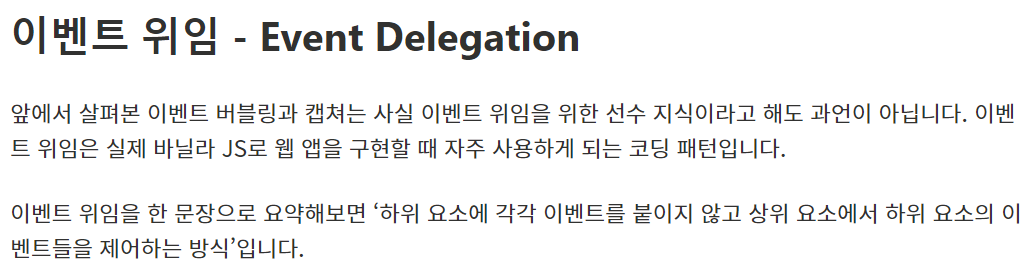 이벤트 위임 - Event Delegation
앞에서 살펴본 이벤트 버블링과 캡쳐는 사실 이벤트 위임을 위한 선수 지식이라고 해도 과언이 아닙니다. 이벤
트 위임은 실제 바닐라 JS로 웹 앱을 구현할 때 자주 사용하게 되는 코딩 패턴입니다.
이벤트 위임을 한 문장으로 요약해보면 ‘하위 요소에 각각 이벤트를 붙이지 않고 상위 요소에서 하위 요소의 이
벤트들을 제어하는 방식’입니다.